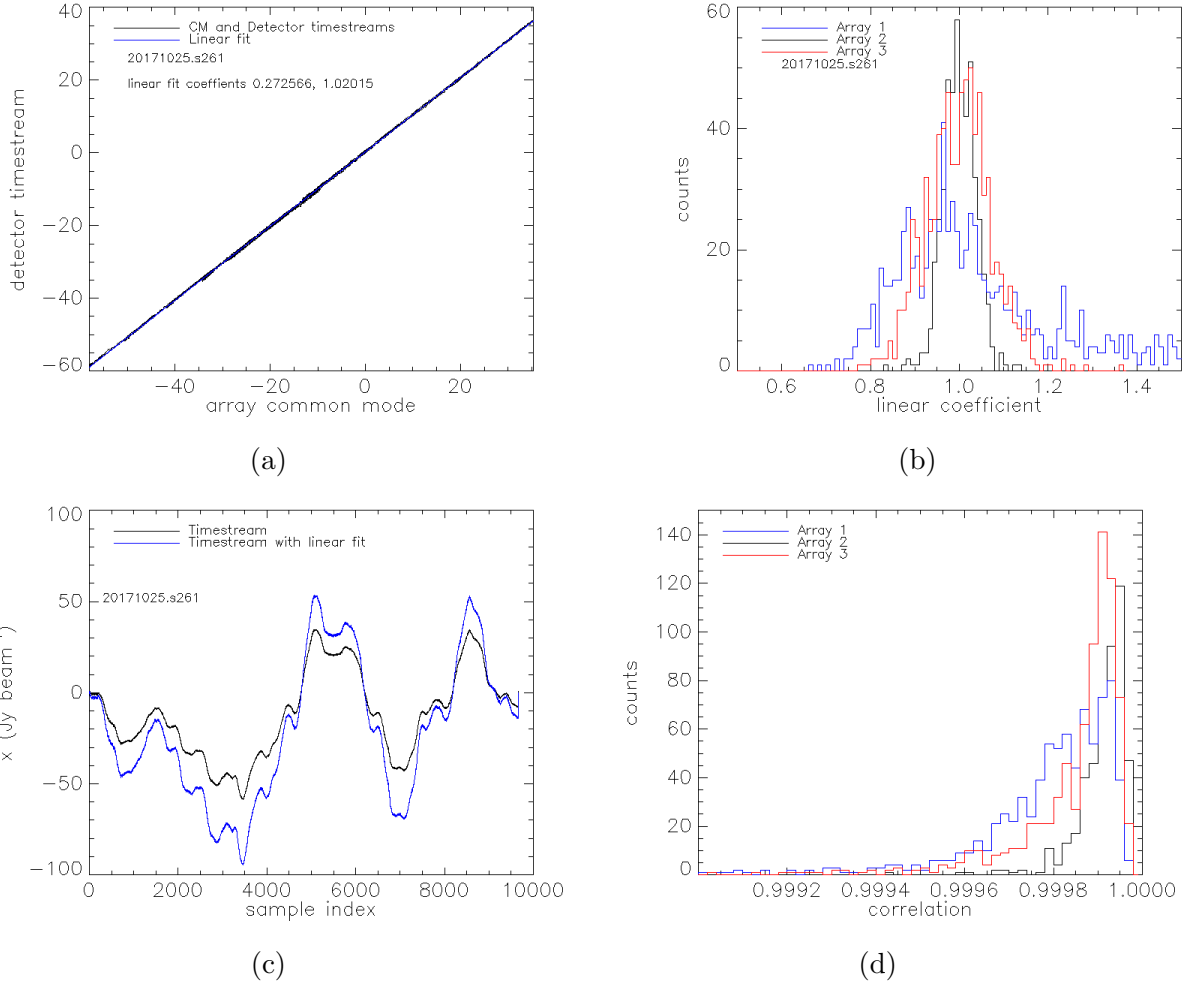 CM and Detector timestreams
Linear fit
20171025.s261
linear fit coeffients 0.272566, 1.02015
40
20
0
−20
−40
−60
detector timestream
−40
−20
0
20
array common mode
(a)
Array 1
Array 2
Array 3
20171025.s261
60
40
20
0
counts
0.6
0.8
1.0
1.2
1.4
linear coefficient
(b)
Timestream
Timestream with linear fit
20171025.s261
100
50
0
−50
−100
x (Jy beam
0
2000
4000
6000
8000
10000
sample index
(c)
Array 1
Array 2
Array 3
140
120
100
80
60
40
20
0
counts
0.9992
0.9994
0.9996
0.9998
1.0000
correlation
(d)